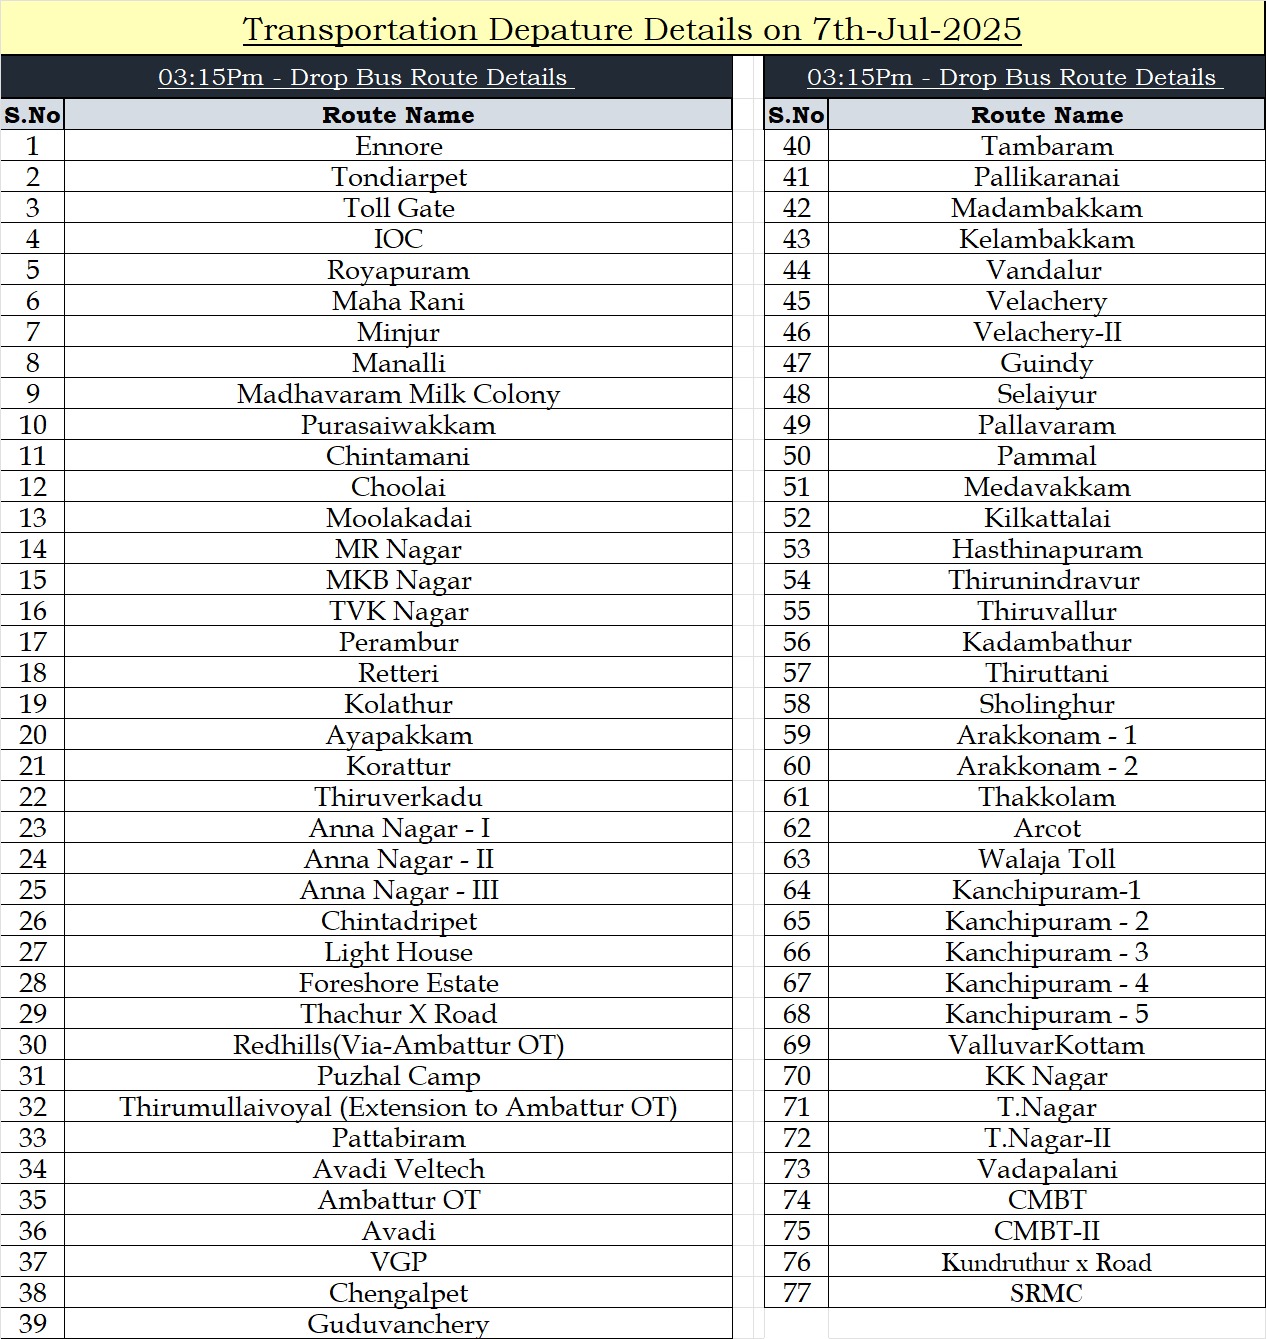 Transportation Depature Details on 7th-Jul-2025
03:15Pm - Drop Bus Route Details
S.No Route Name
1 Ennore
2 Tondiarpet
3 Toll Gate
4 IOC
5 Royapuram
6 Maha Rani
7 Minjur
8 Manalli
9 Madhavaram Milk Colony
10 Purasaiwakkam
11 Chintamani
12 Choolai
13 Moolakadai
14 MR Nagar
15 MKB Nagar
16 TVK Nagar
17 Perambur
18 Retteri
19 Kolathur
20 Ayapakkam
21 Korattur
22 Thiruverkadu
23 Anna Nagar - I
24 Anna Nagar - II
25 Anna Nagar - III
26 Chintadripet
27 Light House
28 Foreshore Estate
29 Thachur X Road
30 Redhills(Via-Ambattur OT)
31 Puzhal Camp
32 Thirumullaivoyal (Extension to Ambattur OT)
33 Pattabiram
34 Avadi Veltech
35 Ambattur OT
36 Avadi
37 VGP
38 Chengalpet
39 Guduvanchery
03:15Pm - Drop Bus Route Details
S.No Route Name
40 Tambaram
41 Pallikaranai
42 Madambakkam
43 Kelambakkam
44 Vandalur
45 Velachery
46 Velachery-II
47 Guindy
48 Selaiyur
49 Pallavaram
50 Pammal
51 Medavakkam
52 Kilkattalai
53 Hasthinapuram
54 Thirunindravur
55 Thiruvallur
56 Kadambathur
57 Thiruttani
58 Sholinghur
59 Arakkonam - 1
60 Arakkonam - 2
61 Thakkolam
62 Arcot
63 Walaja Toll
64 Kanchipuram-1
65 Kanchipuram - 2
66 Kanchipuram - 3
67 Kanchipuram - 4
68 Kanchipuram - 5
69 ValluvarKottam
70 KK Nagar
71 T.Nagar
72 T.Nagar-II
73 Vadapalani
74 CMBT
75 CMBT-II
76 Kundruthur x Road
77 SRMC